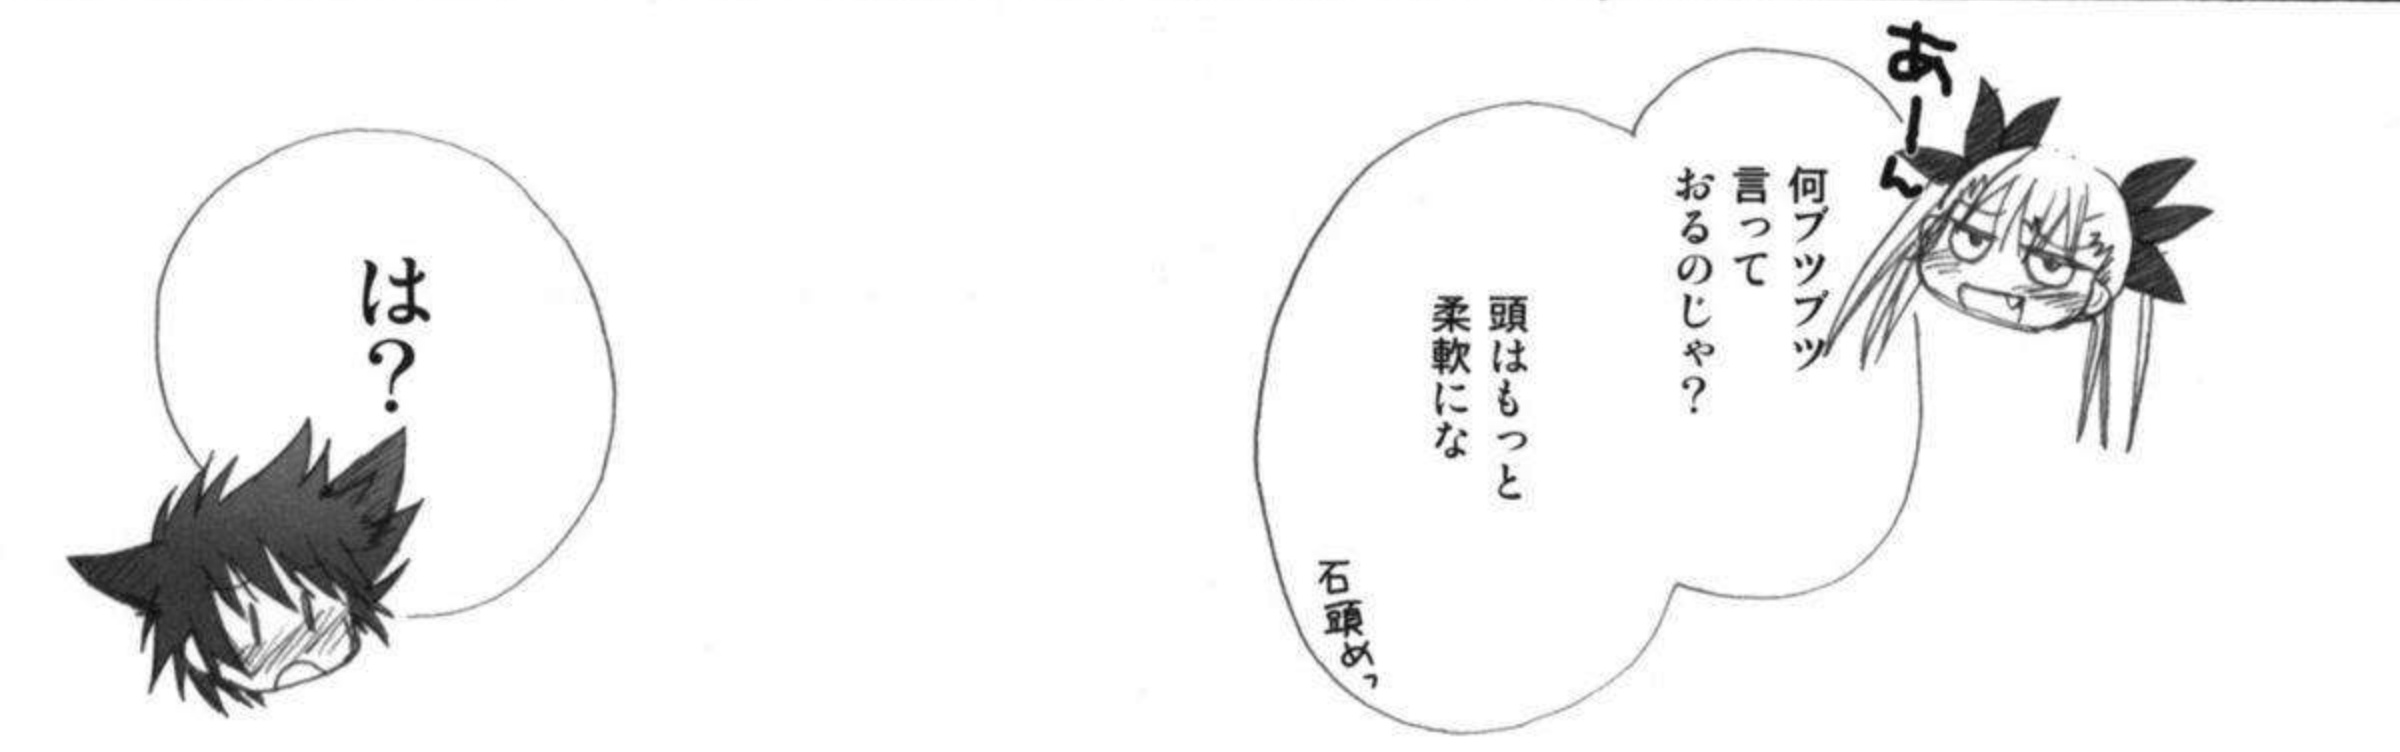 あーん
何ブツブツ
言って
おるのじゃ？
頭はもっと
柔軟にな
石頭めっ
は？